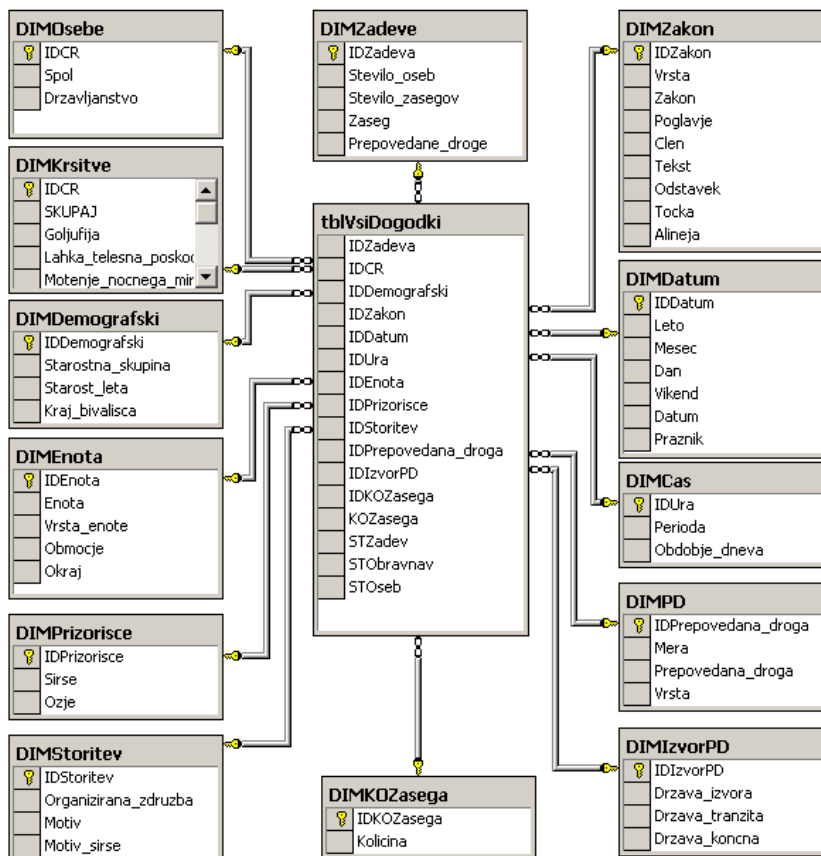 DIMOsebe
IDCR
Spol
Drzavljanstvo
DIMKrsitve
IDCR
SKUPAJ
Goljufija
Lahka_telesna_poskod
Motenje_nocnega_mir
DIMDemografski
IDDemografski
Starostna_skupina
Starost_leta
Kraj_bivalisca
DIMEnota
IDEnota
Enota
Vrsta_enote
Obmocje
Okraj
DIMPrizorisce
IDPrizorisce
Sirse
Ozje
DIMStoritev
IDStoritev
Organizirana_zdruzba
Motiv
Motiv_sirse
DIMZadeve
IDZadeva
Stevilo_oseb
Stevilo_zasegov
Zaseg
Prepovedane_droge
tblVsiDogodki
IDZadeva
IDCR
IDDemografski
IDZakon
IDDatum
IDUra
IDEnota
IDPrizorisce
IDStoritev
IDPrepovedana_droga
IDIzvorPD
IDKOZasega
KOZasega
STZadev
STObravnav
STOseb
DIMKOZasega
IDKOZasega
Kolicina
DIMZakon
IDZakon
Vrsta
Zakon
Poglavje
Clen
Tekst
Odstavek
Tocka
Alineja
DIMDatum
IDDatum
Leto
Mesec
Dan
Vikend
Datum
Praznik
DIMCas
IDUra
Perioda
Obdobje_dneva
DIMPD
IDPrepovedana_droga
Mera
Prepovedana_droga
Vrsta
DIMIzvorPD
IDIzvorPD
Drzava_izvora
Drzava_tranzita
Drzava_koncna